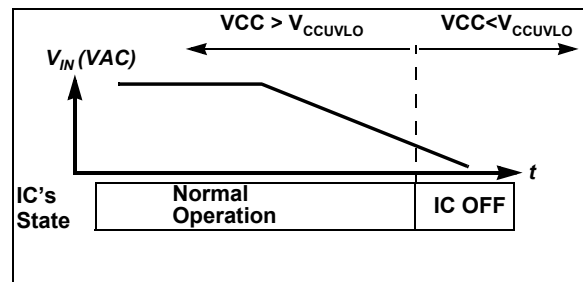 VCC > VCCUVLO
VCC<VCCUVLO
VIN (VAC)
t
IC's
State
Normal
Operation
IC OFF